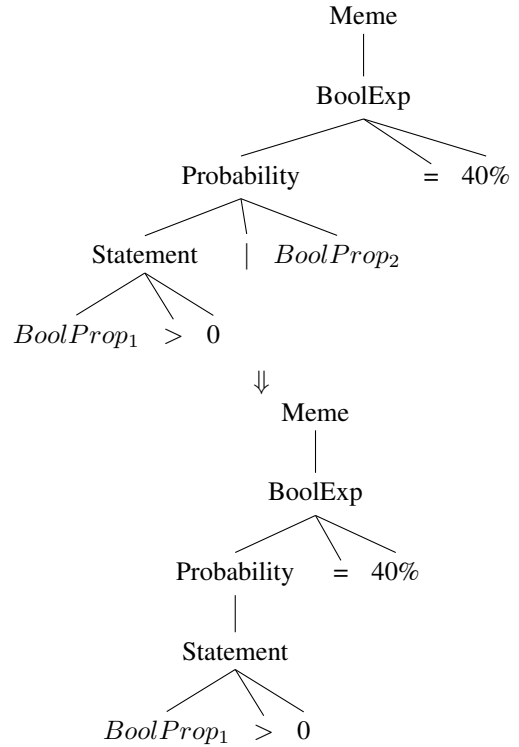 Meme
BoolExp
Probability = 40%
Statement | BoolProp₂
BoolProp₁ > 0
⇓
Meme
BoolExp
Probability = 40%
Statement
BoolProp₁ > 0